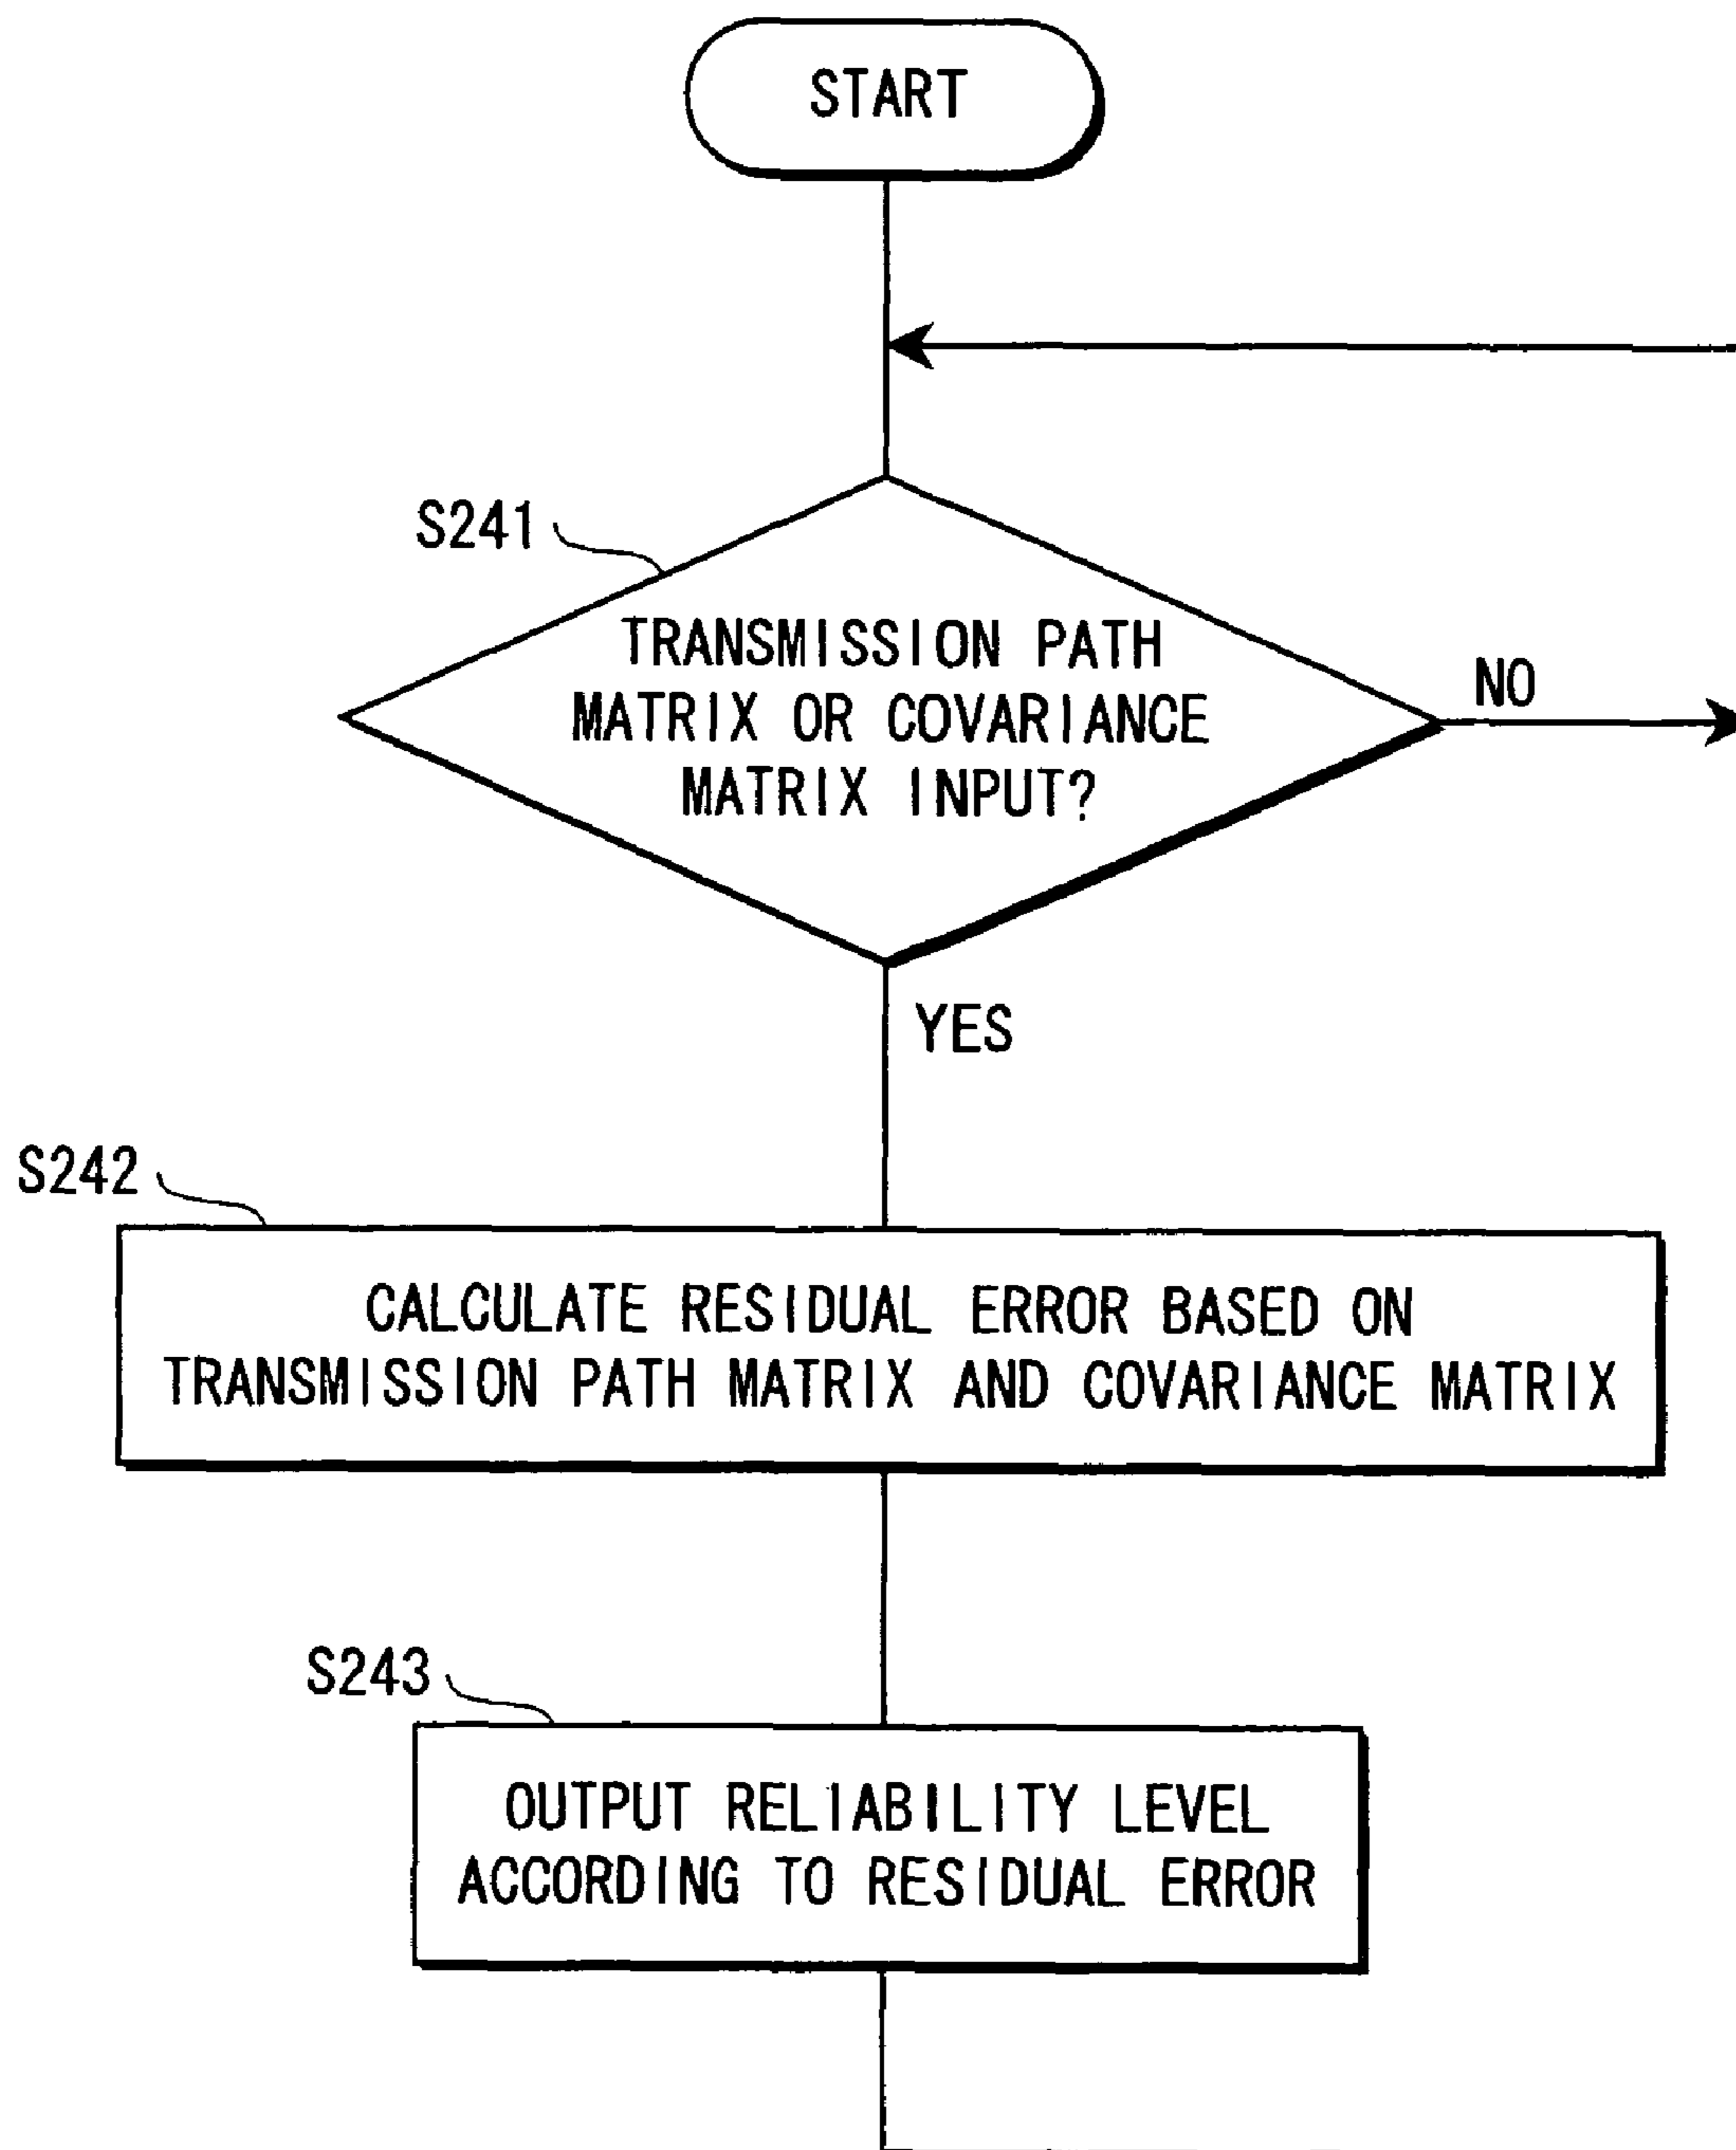 START
S241
TRANSMISSION PATH
MATRIX OR COVARIANCE
MATRIX INPUT?
NO
YES
S242
CALCULATE RESIDUAL ERROR BASED ON
TRANSMISSION PATH MATRIX AND COVARIANCE MATRIX
S243
OUTPUT RELIABILITY LEVEL
ACCORDING TO RESIDUAL ERROR